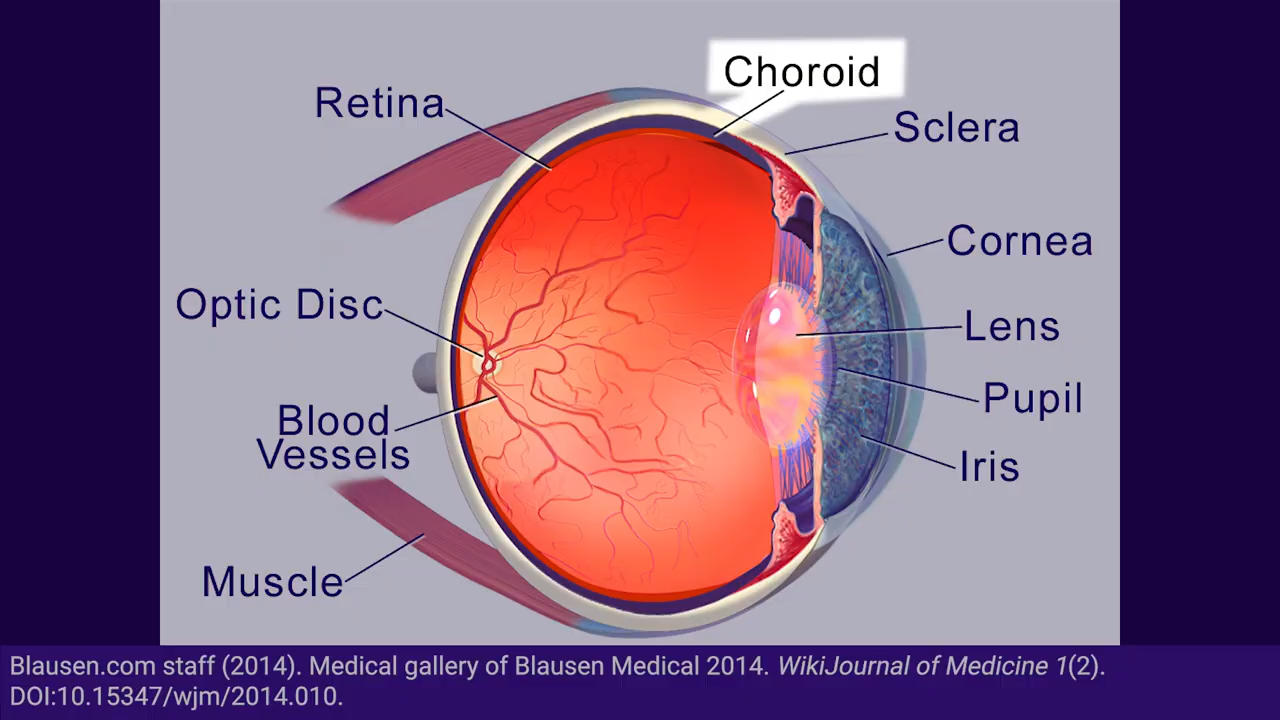 Choroid
Retina
Sclera
Cornea
Optic Disc
Lens
Pupil
Blood
Vessels
Iris
Muscle
Blausen.com staff (2014). Medical gallery of Blausen Medical 2014. WikiJournal of Medicine 1(2).
DOI:10.15347/wjm/2014.010.